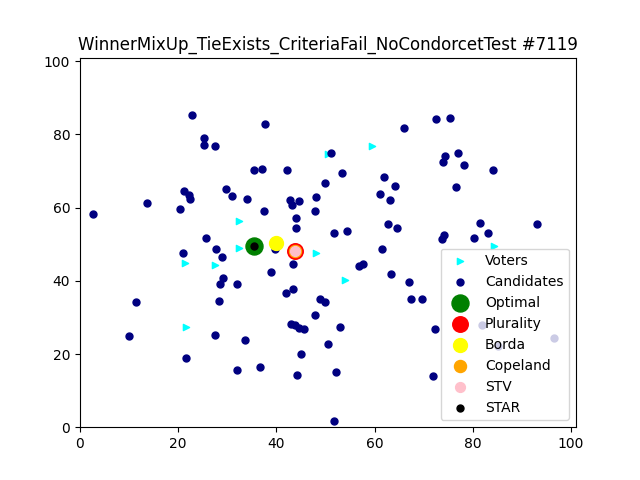 WinnerMixUp_TieExists_CriteriaFail_NoCondorcetTest #7119
100
80
60
40
20
0
0 20 40 60 80 100
Voters
Candidates
Optimal
Plurality
Borda
Copeland
STV
STAR